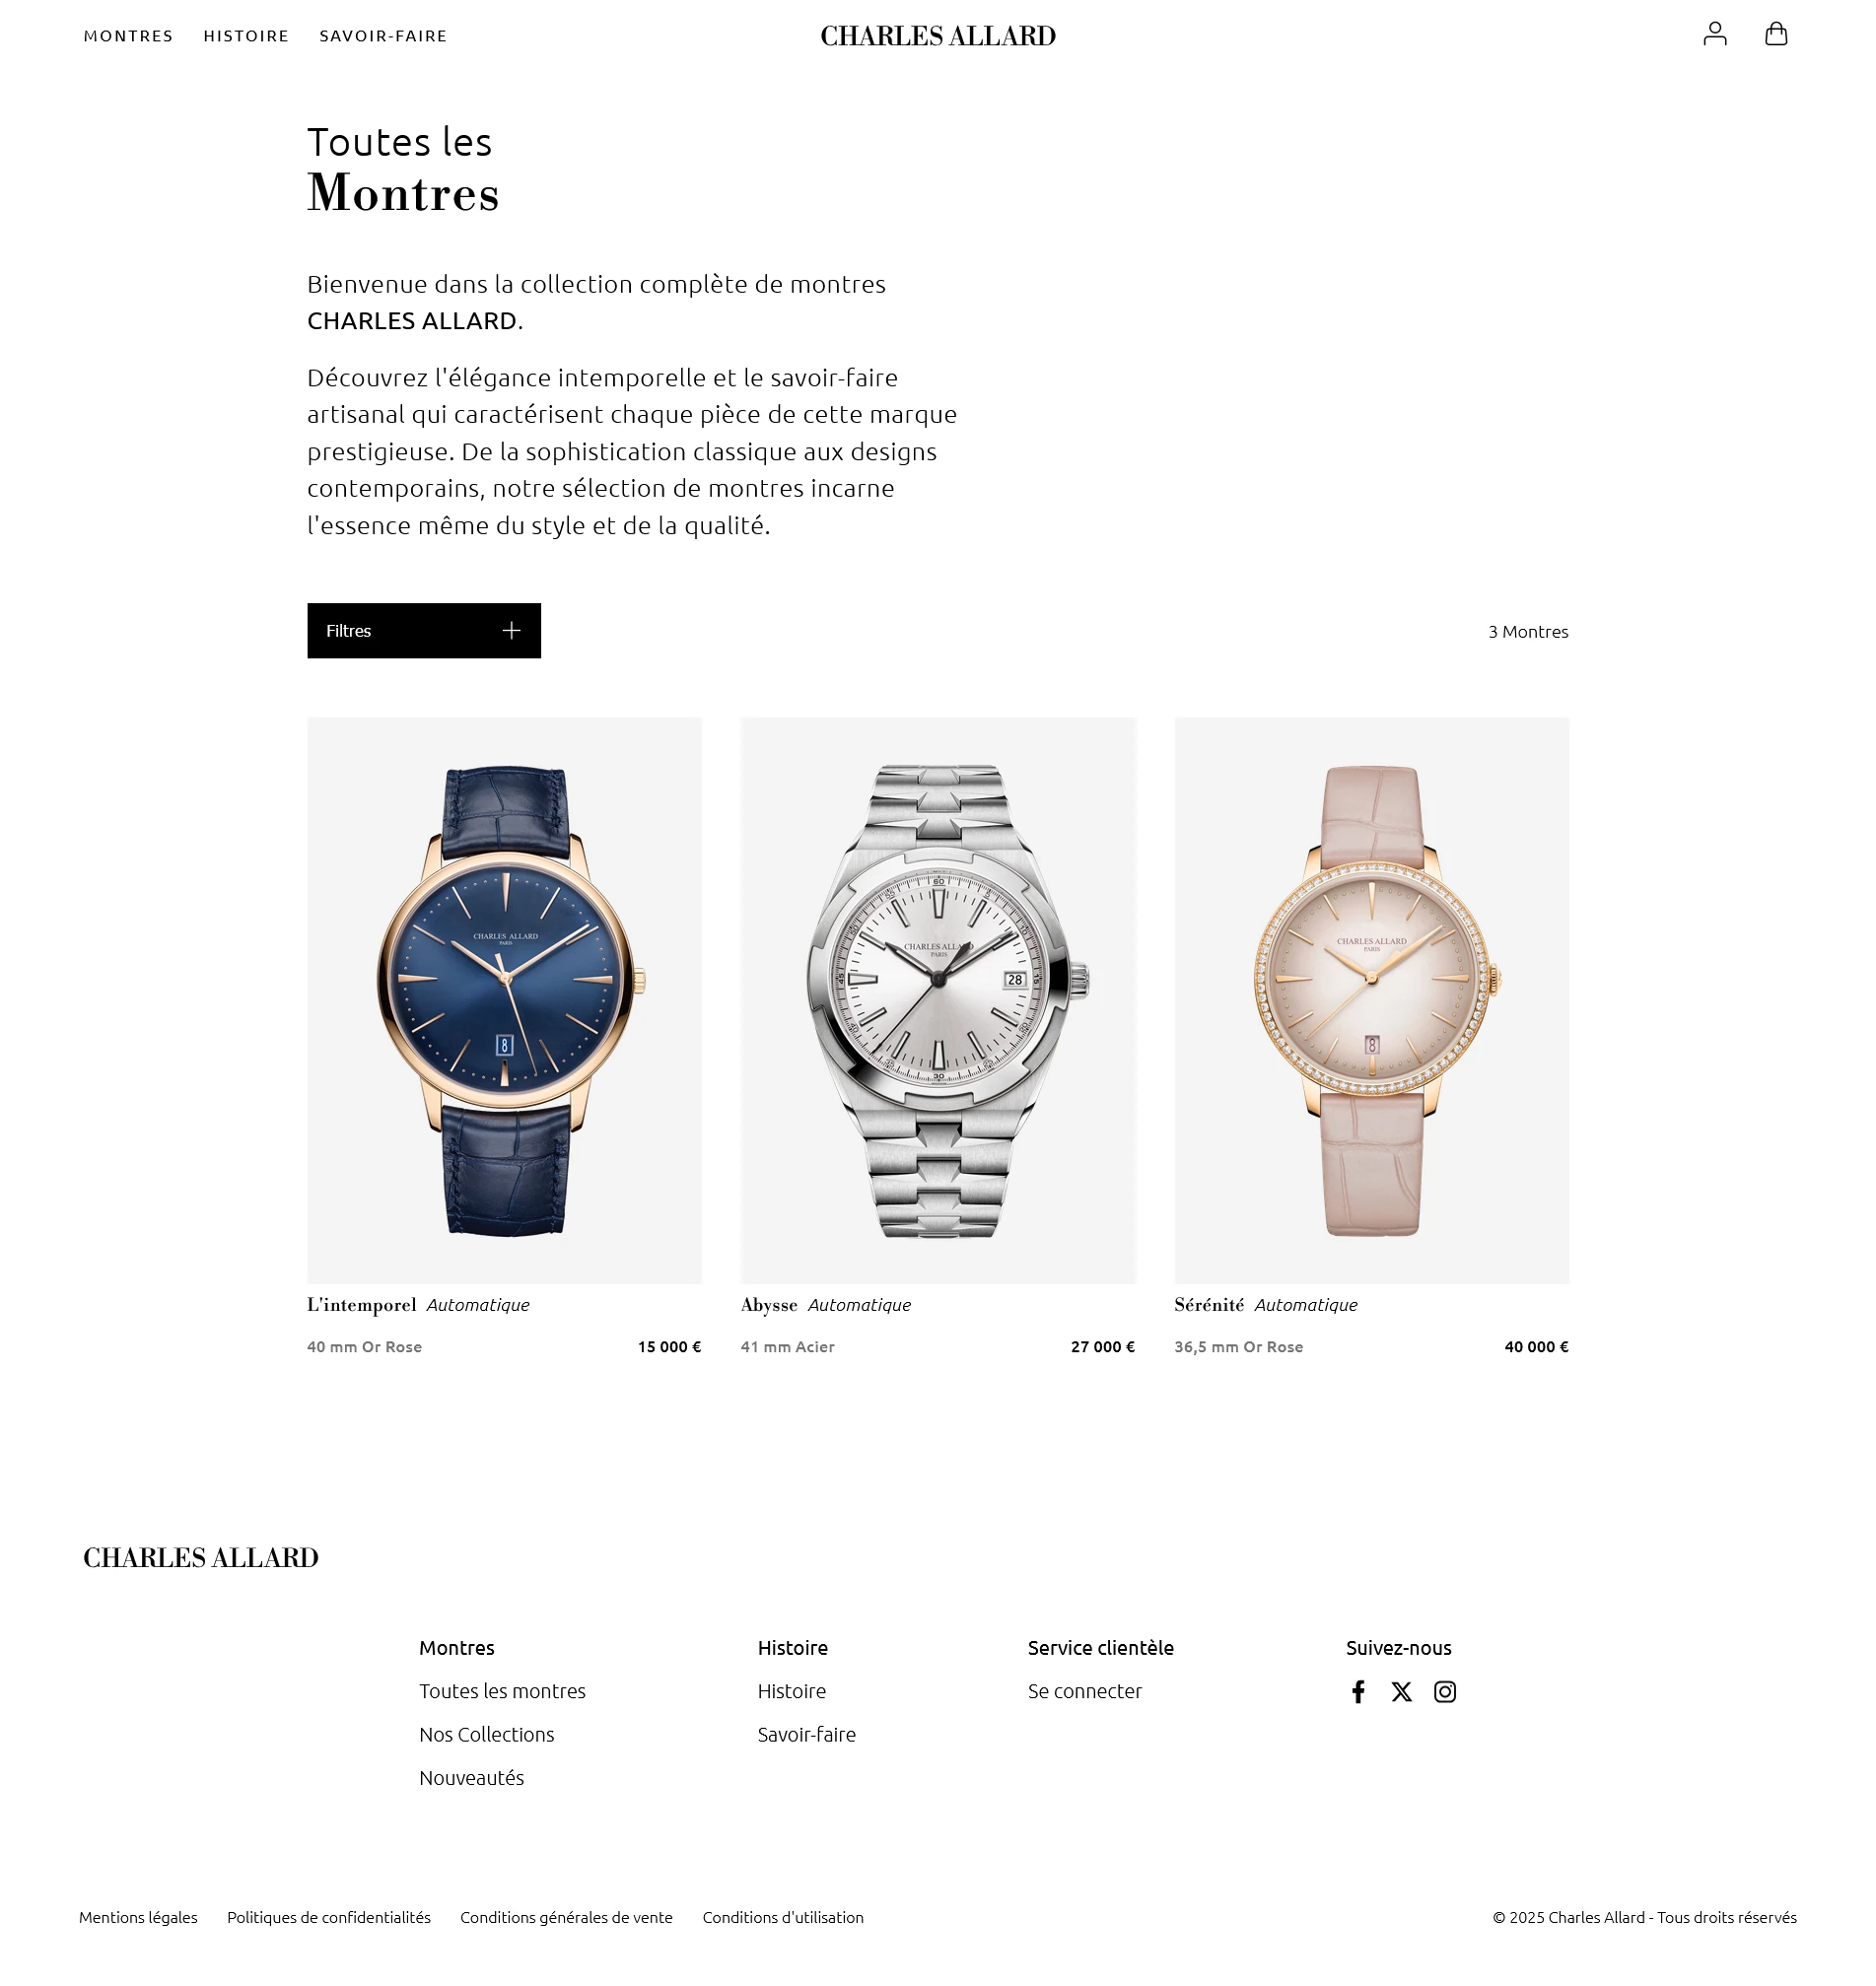 MONTRES HISTOIRE SAVOIR-FAIRE CHARLES ALLARD
Toutes les
Montres
Bienvenue dans la collection complète de montres
CHARLES ALLARD.
Découvrez l'élégance intemporelle et le savoir-faire
artisanal qui caractérisent chaque pièce de cette marque
prestigieuse. De la sophistication classique aux designs
contemporains, notre sélection de montres incarne
l'essence même du style et de la qualité.
Filtres
3 Montres
CHARLES ALLARD
PARIS
8
60
CHARLES ALLARD
PARIS
28
30
CHARLES ALLARD
PARIS
8
L'intemporel Automatique
40 mm Or Rose 15 000 €
Abysse Automatique
41 mm Acier 27 000 €
Sérénité Automatique
36,5 mm Or Rose 40 000 €
CHARLES ALLARD
Montres
Toutes les montres
Nos Collections
Nouveautés
Histoire
Histoire
Savoir-faire
Service clientèle
Se connecter
Suivez-nous
Mentions légales Politiques de confidentialités Conditions générales de vente Conditions d'utilisation
© 2025 Charles Allard - Tous droits réservés